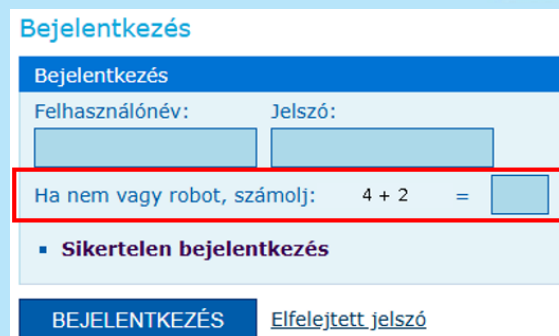 Bejelentkezés
Bejelentkezés
Felhasználónév: Jelszó:
Ha nem vagy robot, számolj: 4 + 2 =
Sikertelen bejelentkezés
BEJELENTKEZÉS Elfelejtett jelszó